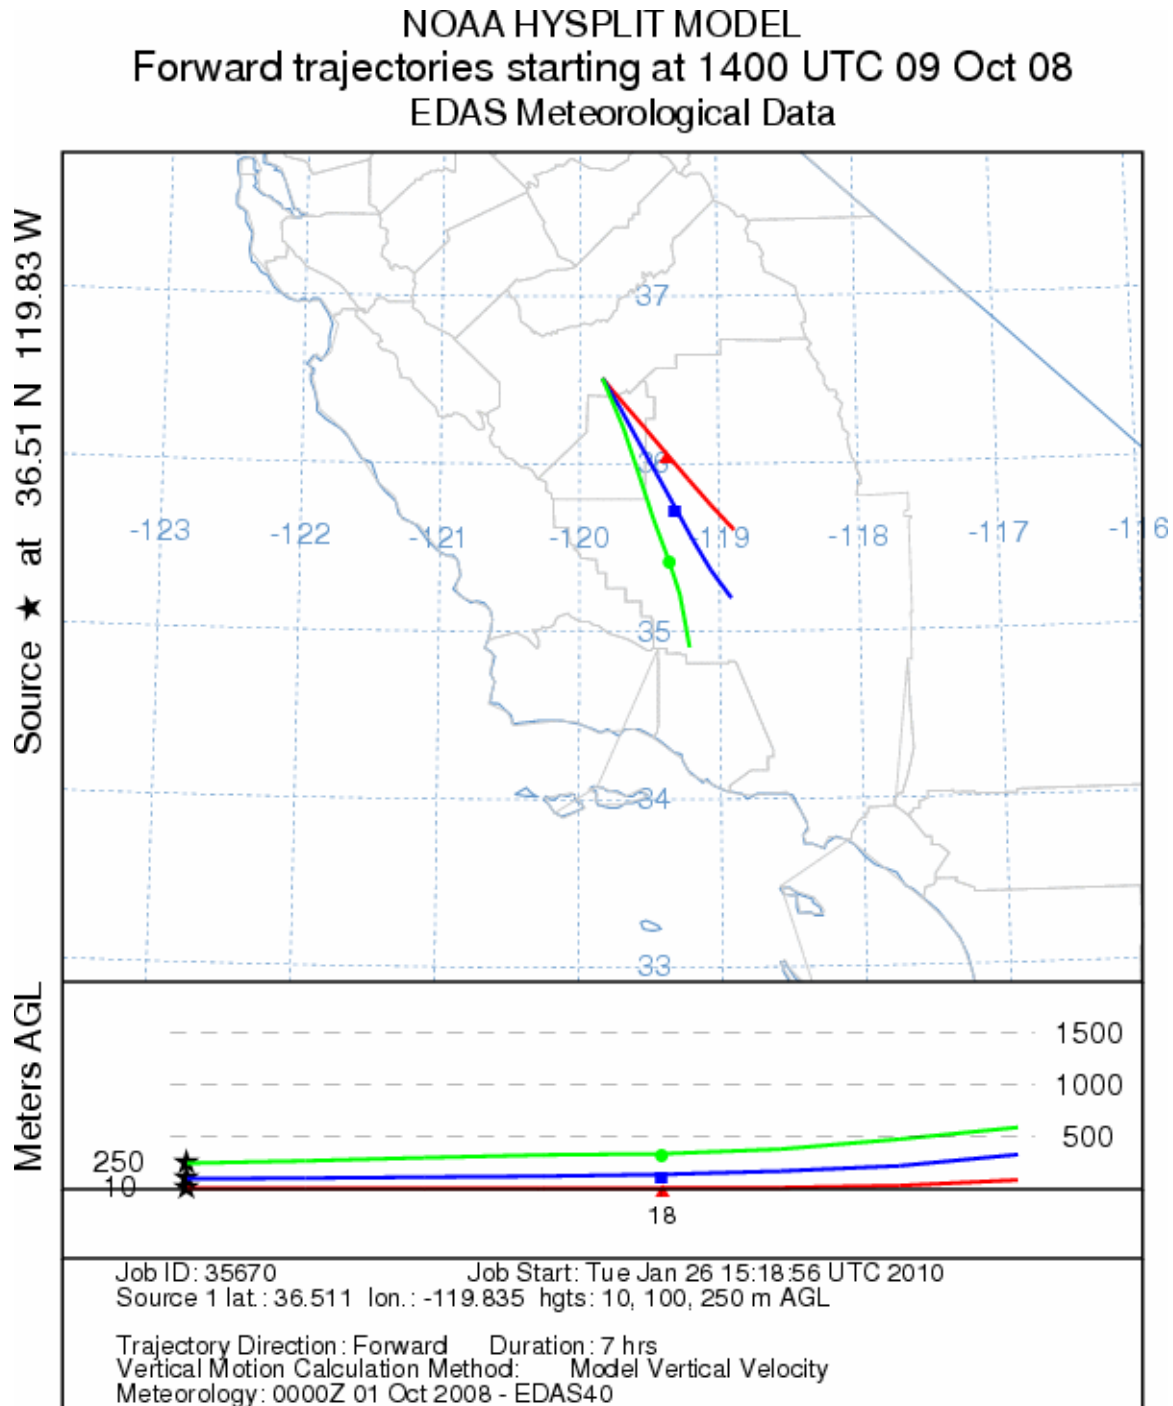 NOAA HYSPLIT MODEL
Forward trajectories starting at 1400 UTC 09 Oct 08
EDAS Meteorological Data
Source ★ at 36.51 N 119.83 W
37
36
-123 -122 -121 -120 -119 -118 -117 -116
35
34
33
Meters AGL
1500
1000
500
250
10
18
Job ID: 35670 Job Start: Tue Jan 26 15:18:56 UTC 2010
Source 1 lat.: 36.511 lon.: -119.835 hgts: 10, 100, 250 m AGL
Trajectory Direction: Forward Duration: 7 hrs
Vertical Motion Calculation Method: Model Vertical Velocity
Meteorology: 0000Z 01 Oct 2008 - EDAS40